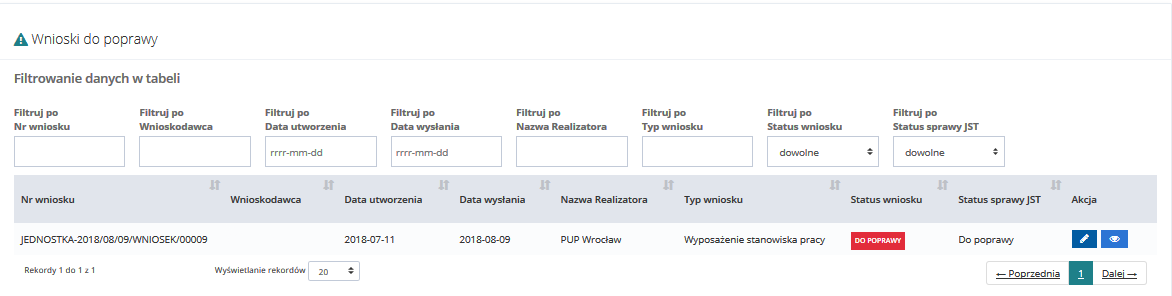 Wnioski do poprawy
Filtrowanie danych w tabeli
Filtruj po Nr wniosku
Filtruj po Wnioskodawca
Filtruj po Data utworzenia
rrrr-mm-dd
Filtruj po Data wysłania
rrrr-mm-dd
Filtruj po Nazwa Realizatora
Filtruj po Typ wniosku
Filtruj po Status wniosku
dowolne
Filtruj po Status sprawy JST
dowolne
Nr wniosku Wnioskodawca Data utworzenia Data wysłania Nazwa Realizatora Typ wniosku Status wniosku Status sprawy JST Akcja
JEDNOSTKA-2018/08/09/WNIOSEK/00009 2018-07-11 2018-08-09 PUP Wrocław Wyposażenie stanowiska pracy DO POPRAWY Do poprawy
Rekordy 1 do 1 z 1 Wyświetlanie rekordów 20 ← Poprzednia 1 Dalej →